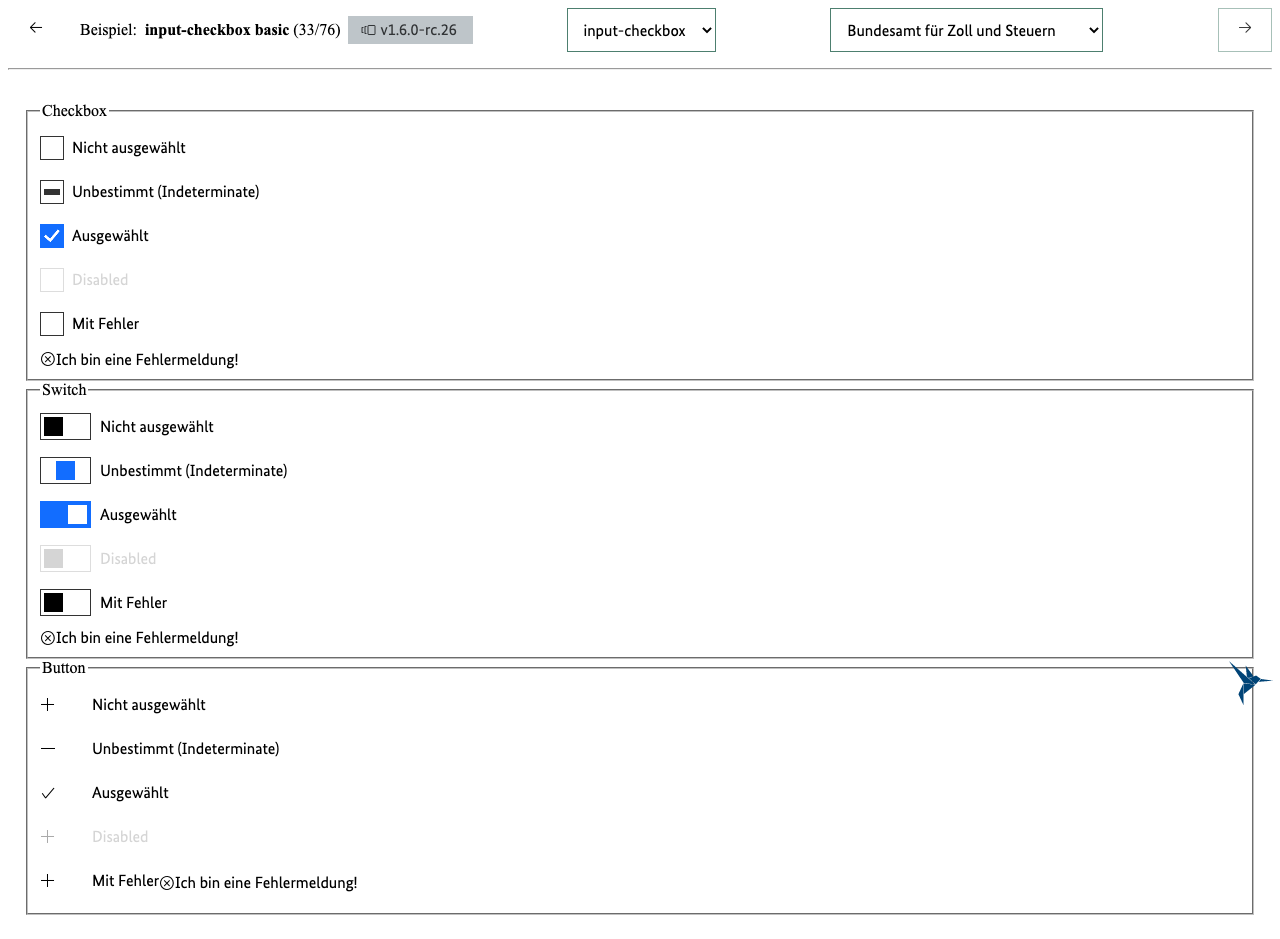 Beispiel: input-checkbox basic (33/76) v1.6.0-rc.26 input-checkbox Bundesamt für Zoll und Steuern
Checkbox
Nicht ausgewählt
Unbestimmt (Indeterminate)
Ausgewählt
Disabled
Mit Fehler
Ich bin eine Fehlermeldung!
Switch
Nicht ausgewählt
Unbestimmt (Indeterminate)
Ausgewählt
Disabled
Mit Fehler
Ich bin eine Fehlermeldung!
Button
Nicht ausgewählt
Unbestimmt (Indeterminate)
Ausgewählt
Disabled
Mit Fehler Ich bin eine Fehlermeldung!